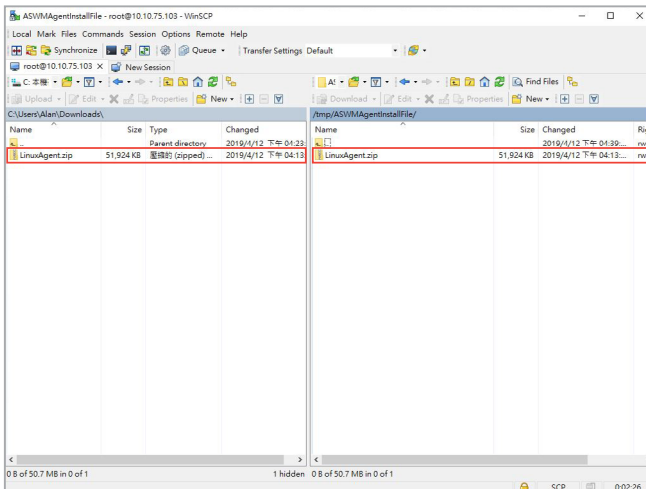 ASWMAgentInstallFile - root@10.10.75.103 - WinSCP
Local Mark Files Commands Session Options Remote Help
Synchronize Queue Transfer Settings Default
root@10.10.75.103 × New Session
C: 本機 A! Find Files
Upload Edit Properties New Download Edit Properties New
C:\Users\Alan\Downloads\ /tmp/ASWMAgentInstallFile/
Name Size Type Changed Name Size Changed Rig
.. Parent directory 2019/4/12 下午 04:23: .. 2019/4/12 下午 04:39:... rw
LinuxAgent.zip 51,924 KB 壓縮的 (zipped) ... 2019/4/12 下午 04:13: LinuxAgent.zip 51,924 KB 2019/4/12 下午 04:13:... rw
0 B of 50.7 MB in 0 of 1 1 hidden 0 B of 50.7 MB in 0 of 1
SCP 0:02:26